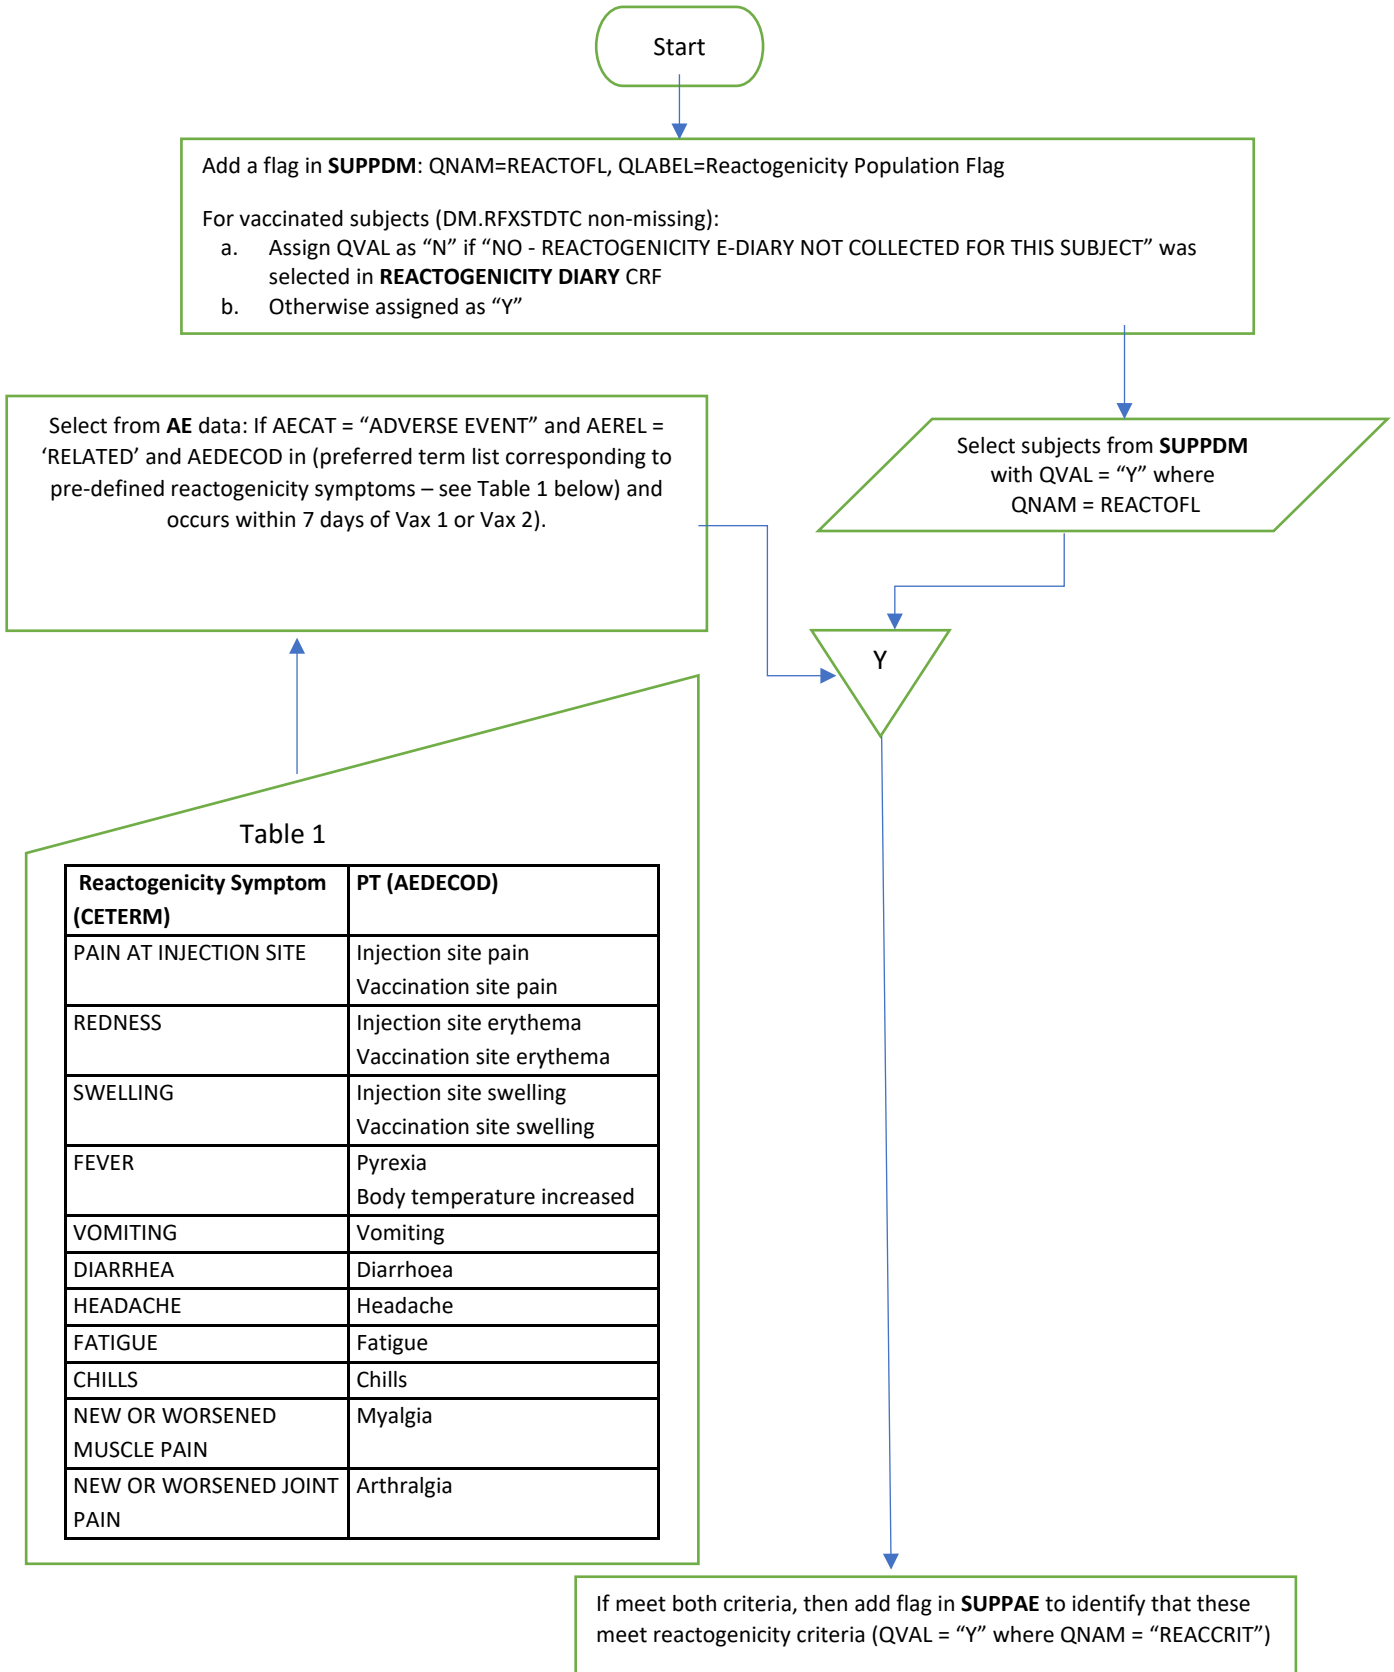 Start
Add a flag in SUPPDM: QNAM=REACTOFL, QLABEL=Reactogenicity Population Flag
For vaccinated subjects (DM.RFXSTDTC non-missing):
a. Assign QVAL as “N” if “NO - REACTOGENICITY E-DIARY NOT COLLECTED FOR THIS SUBJECT” was
selected in REACTOGENICITY DIARY CRF
b. Otherwise assigned as “Y”
Select from AE data: If AECAT = “ADVERSE EVENT” and AEREL =
‘RELATED’ and AEDECOD in (preferred term list corresponding to
pre-defined reactogenicity symptoms – see Table 1 below) and
occurs within 7 days of Vax 1 or Vax 2).
Select subjects from SUPPDM
with QVAL = “Y” where
QNAM = REACTOFL
Y
Table 1
Reactogenicity Symptom
(CETERM)
PT (AEDECOD)
PAIN AT INJECTION SITE
Injection site pain
Vaccination site pain
REDNESS
Injection site erythema
Vaccination site erythema
SWELLING
Injection site swelling
Vaccination site swelling
FEVER
Pyrexia
Body temperature increased
VOMITING
Vomiting
DIARRHEA
Diarrhoea
HEADACHE
Headache
FATIGUE
Fatigue
CHILLS
Chills
NEW OR WORSENED
MUSCLE PAIN
Myalgia
NEW OR WORSENED JOINT
PAIN
Arthralgia
If meet both criteria, then add flag in SUPPAE to identify that these
meet reactogenicity criteria (QVAL = “Y” where QNAM = “REACCRIT”)